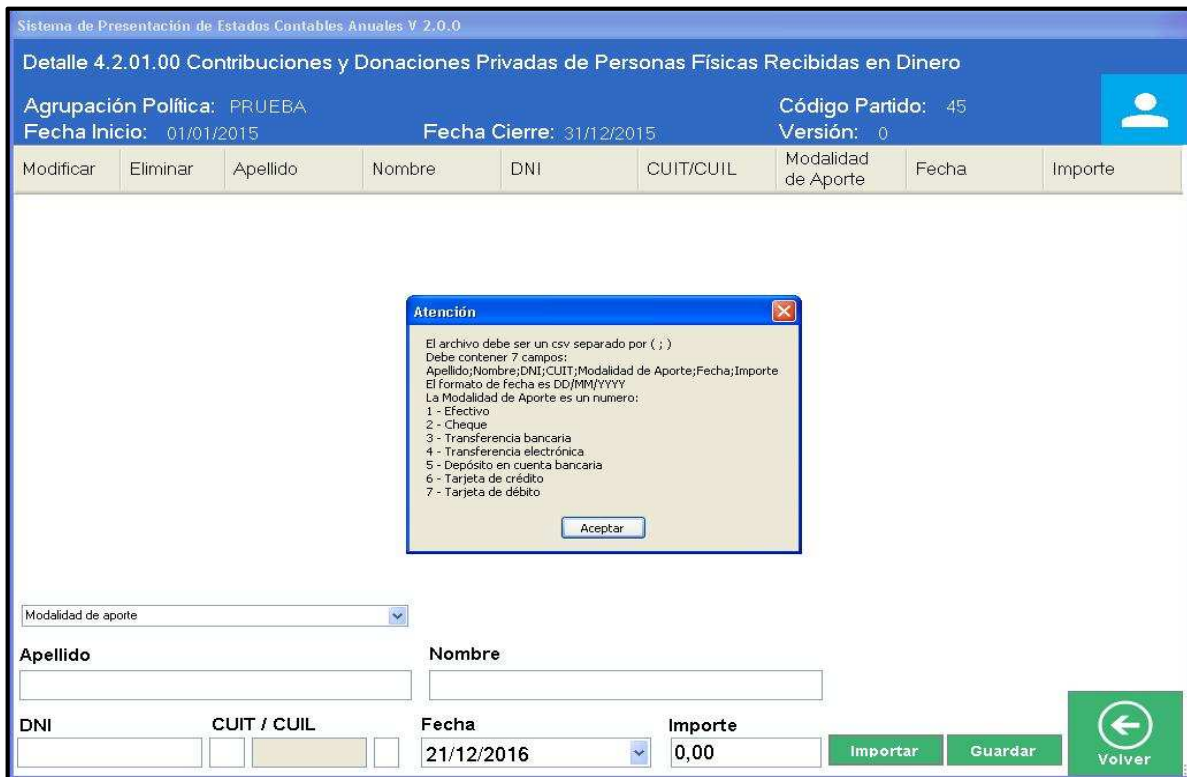 Sistema de Presentación de Estados Contables Anuales V 2.0.0
Detalle 4.2.01.00 Contribuciones y Donaciones Privadas de Personas Físicas Recibidas en Dinero
Agrupación Política: PRUEBA Código Partido: 45
Fecha Inicio: 01/01/2015 Fecha Cierre: 31/12/2015 Versión: 0
Modificar Eliminar Apellido Nombre DNI CUIT/CUIL Modalidad de Aporte Fecha Importe
Atención
El archivo debe ser un csv separado por ( ; )
Debe contener 7 campos:
Apellido;Nombre;DNI;CUIT;Modalidad de Aporte;Fecha;Importe
El formato de fecha es DD/MM/YYYY
La Modalidad de Aporte es un numero:
1 - Efectivo
2 - Cheque
3 - Transferencia bancaria
4 - Transferencia electrónica
5 - Depósito en cuenta bancaria
6 - Tarjeta de crédito
7 - Tarjeta de débito
Aceptar
Modalidad de aporte
Apellido Nombre
DNI CUIT / CUIL Fecha Importe
21/12/2016 0,00 Importar Guardar Volver